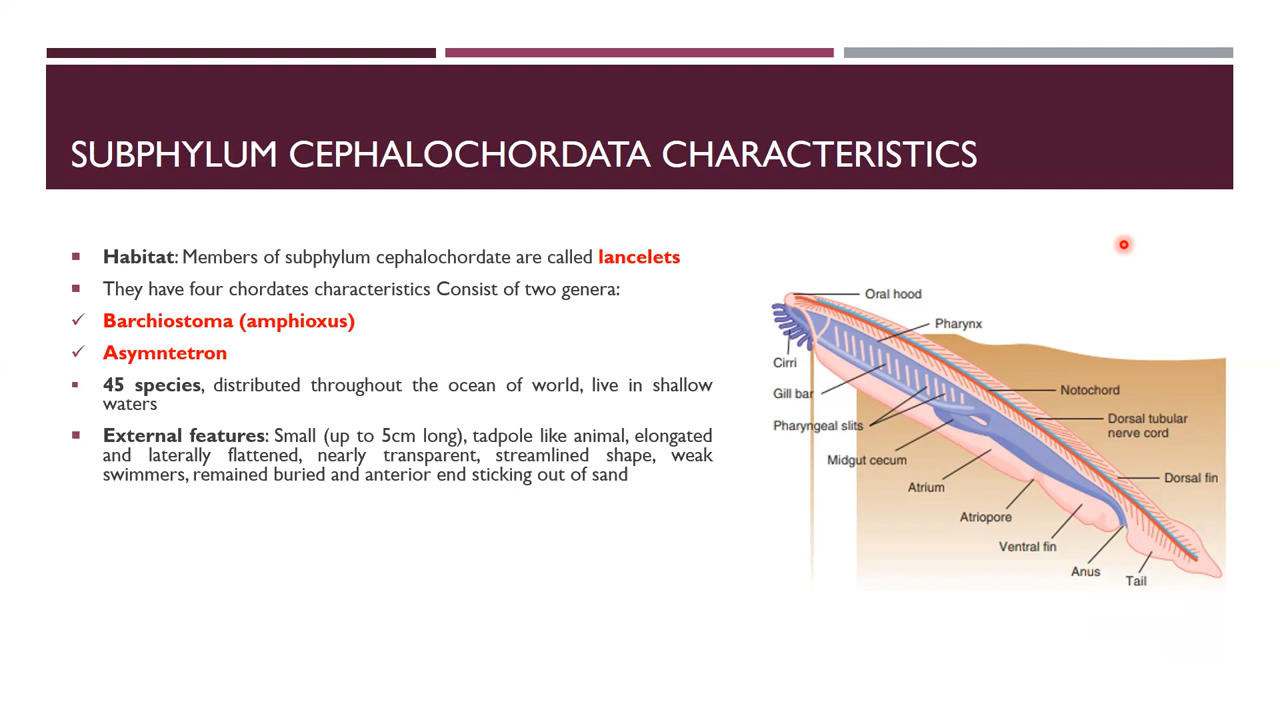 SUBPHYLUM CEPHALOCHORDATA CHARACTERISTICS
Habitat: Members of subphylum cephalochordate are called lancelets
They have four chordates characteristics Consist of two genera:
Barchiostoma (amphioxus)
Asymntetron
45 species, distributed throughout the ocean of world, live in shallow
waters
External features: Small (up to 5cm long), tadpole like animal, elongated
and laterally flattened, nearly transparent, streamlined shape, weak
swimmers, remained buried and anterior end sticking out of sand
Oral hood
Pharynx
Cirri
Gill bar
Notochord
Pharyngeal slits
Dorsal tubular
nerve cord
Midgut cecum
Atrium
Dorsal fin
Atriopore
Ventral fin
Anus
Tail